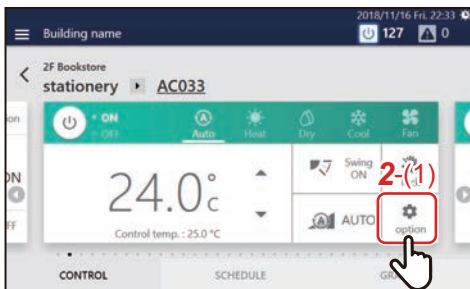 2018/11/16 Fri. 22:33
Building name 127 0
2F Bookstore
stationery AC033
ON
OFF
Auto Heat Dry Cool Fan
24.0°c
Control temp. : 25.0 °C
Swing
ON
2-(1)
AUTO
option
CONTROL SCHEDULE